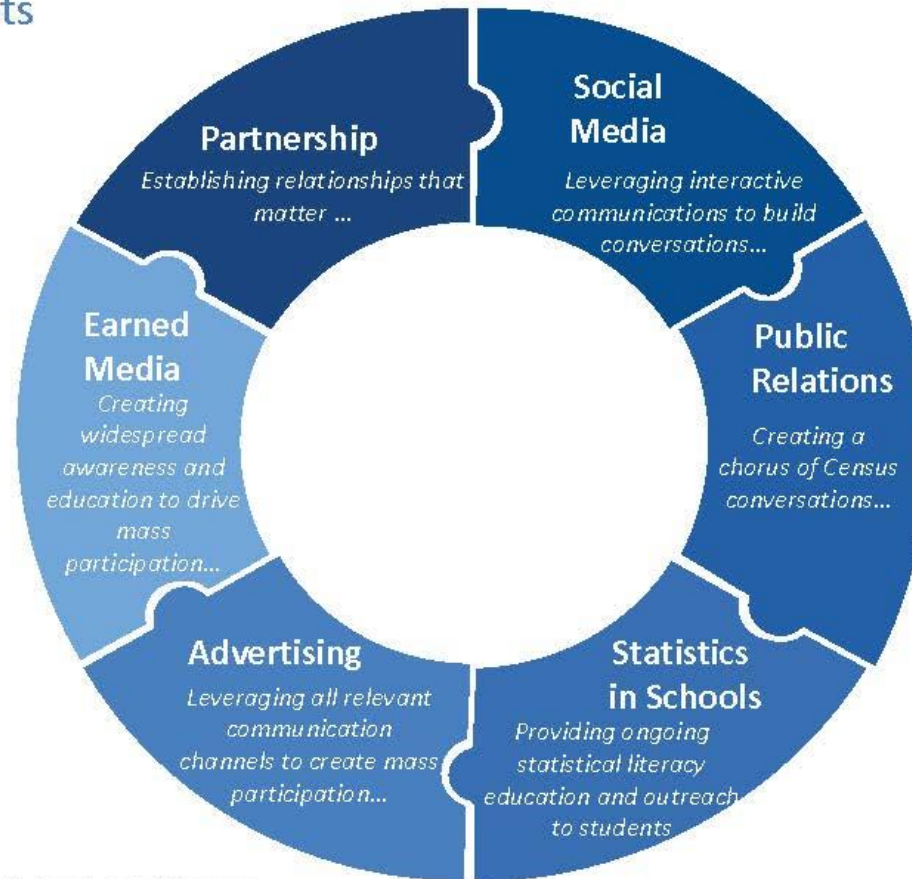 ts
Partnership
Establishing relationships that
matter ...
Social
Media
Leveraging interactive
communications to build
conversations...
Public
Relations
Creating a
chorus of Census
conversations...
Statistics
in Schools
Providing ongoing
statistical literacy
education and outreach
to students
Advertising
Leveraging all relevant
communication
channels to create mass
participation...
Earned
Media
Creating
widespread
awareness and
education to drive
mass
participation...